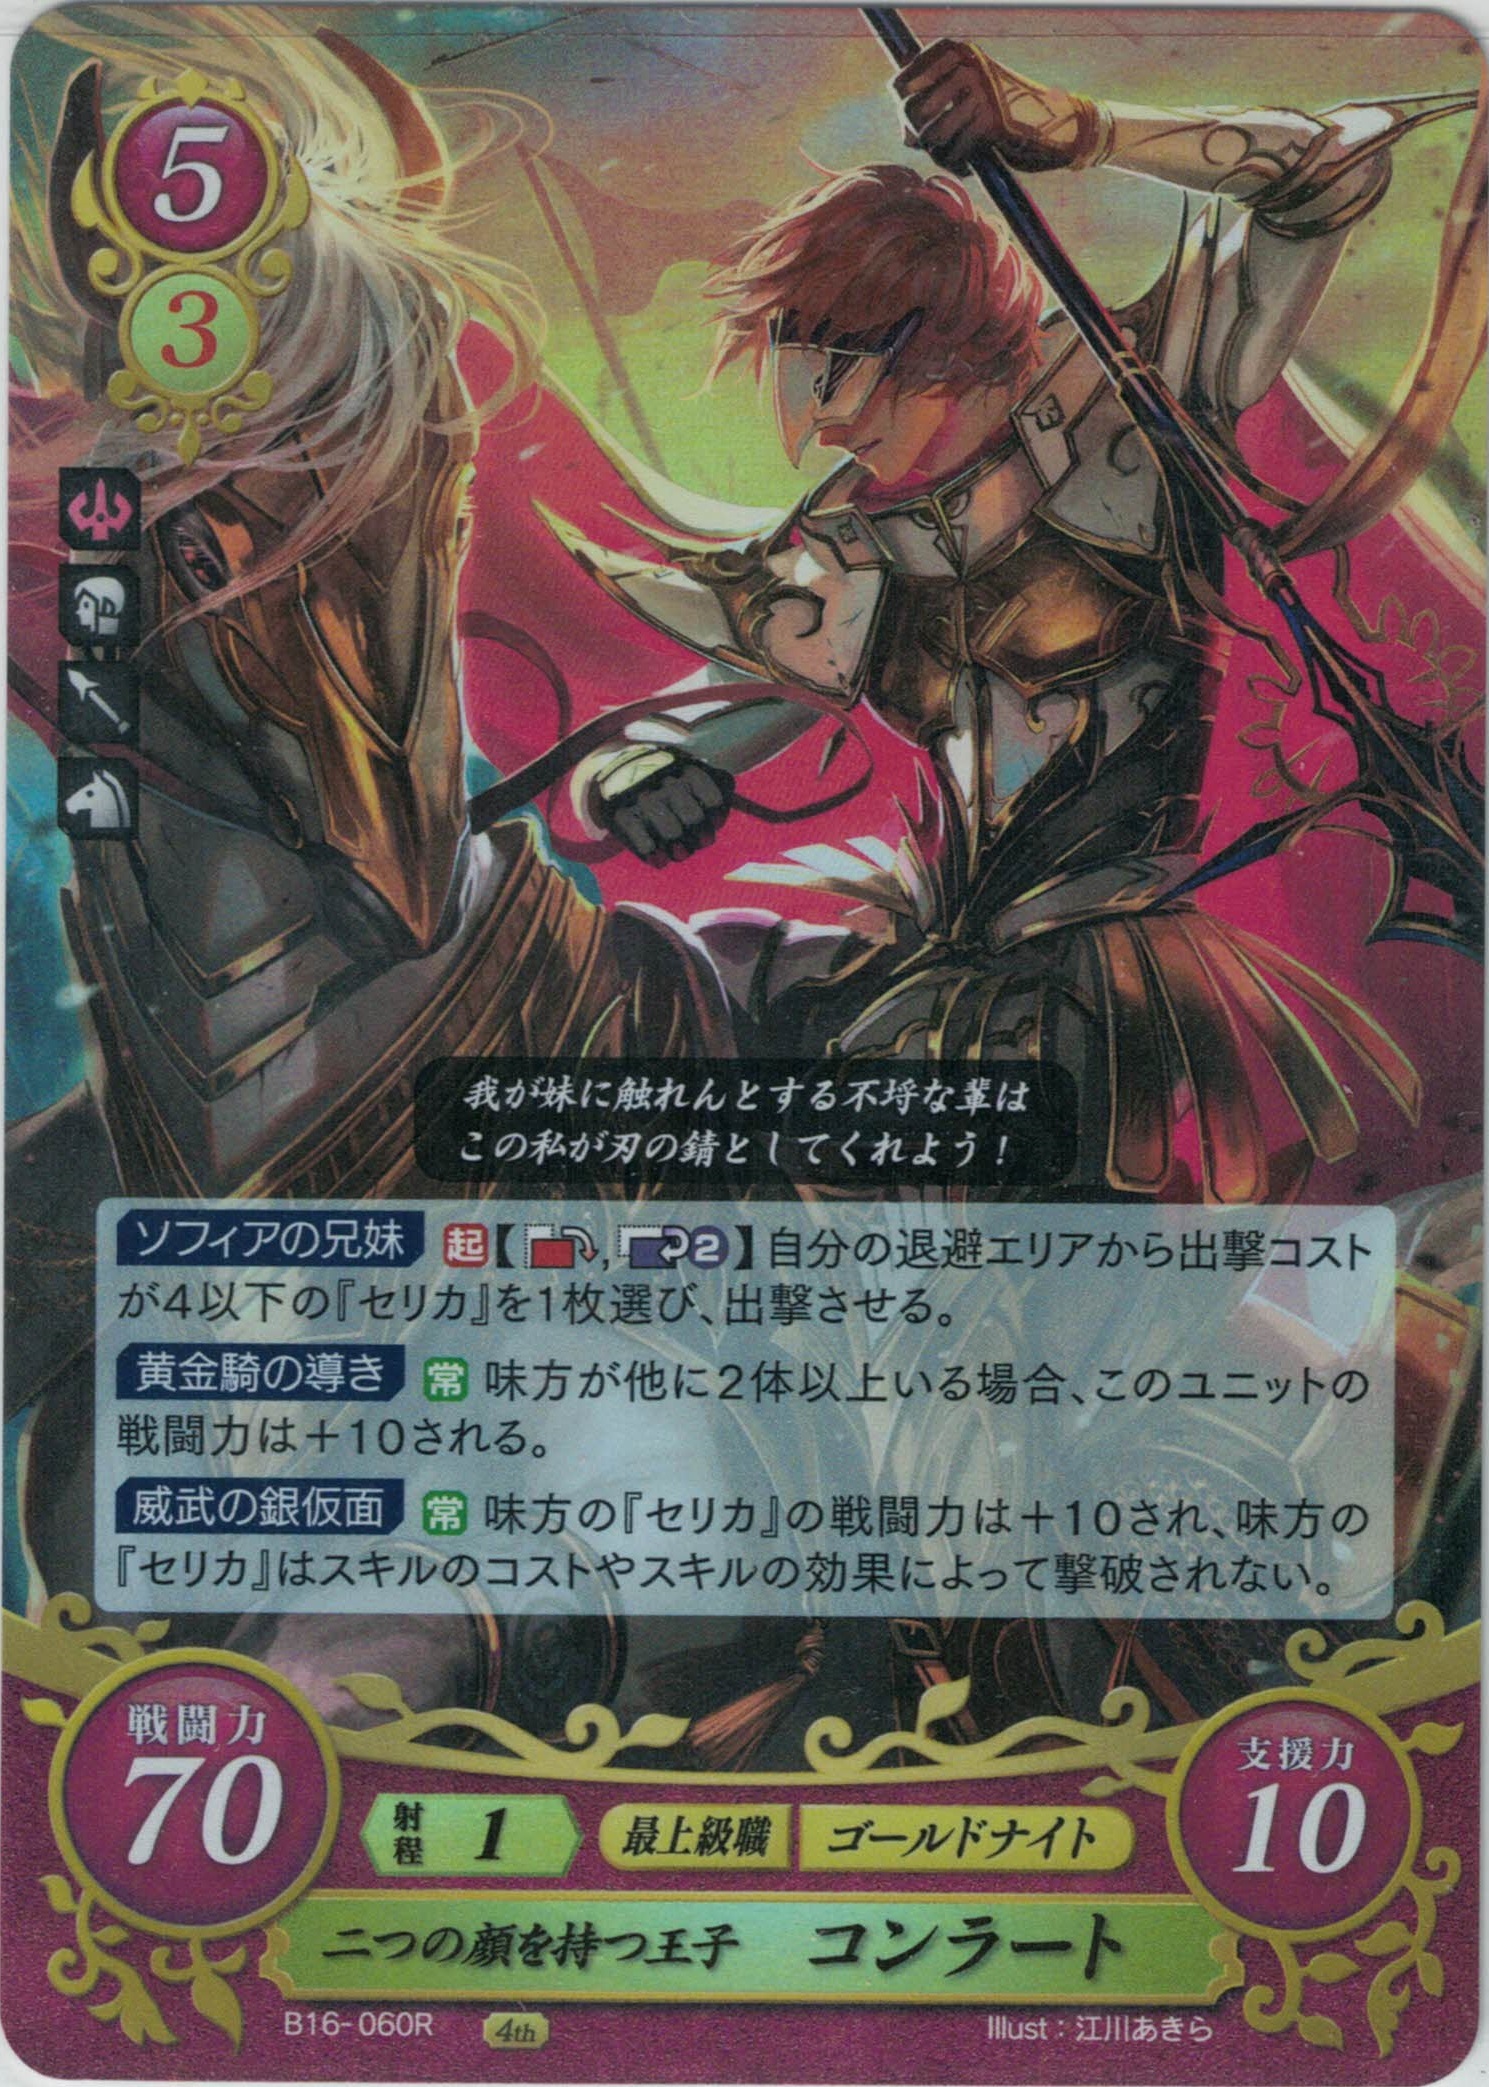 5
3
我が妹に触れんとする不埒な輩は
この私が刃の錆としてくれよう！
ソフィアの兄妹 起【 , 2】自分の退避エリアから出撃コスト
が4以下の『セリカ』を1枚選び、出撃させる。
黄金騎の導き 常 味方が他に2体以上いる場合、このユニットの
戦闘力は＋10される。
威武の銀仮面 常 味方の『セリカ』の戦闘力は＋10され、味方の
『セリカ』はスキルのコストやスキルの効果によって撃破されない。
戦闘力
70
射程 1 最上級職 ゴールドナイト
支援力
10
二つの顔を持つ王子 コンラート
B16-060R 4th Illust：江川あきら